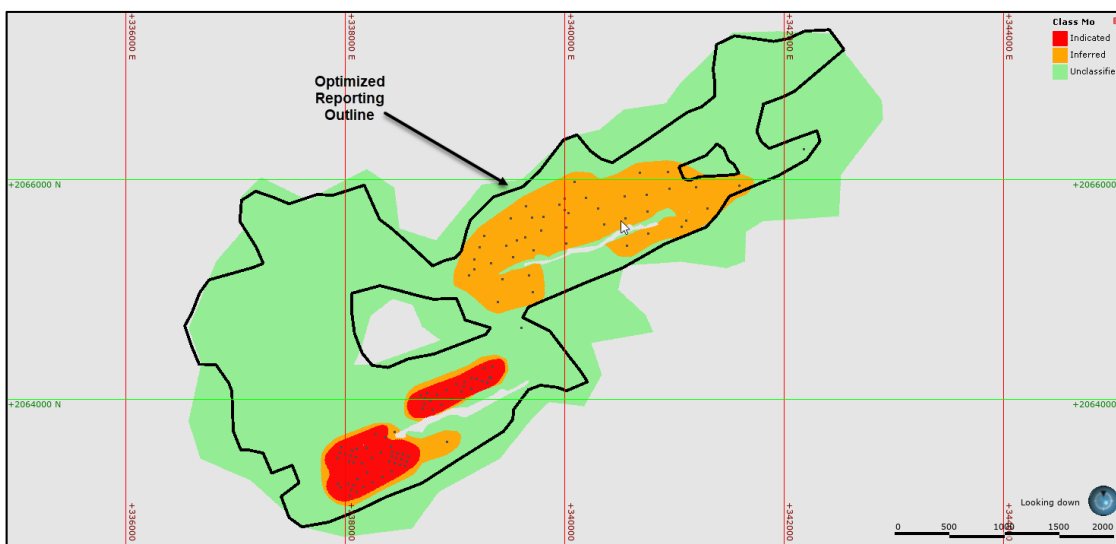 +336000 E
+338000 E
+340000 E
+342000 E
+344000 E
Class Mo
Indicated
Inferred
Unclassifie
Optimized
Reporting
Outline
+2066000 N
+2066000
+2064000 N
+2064000
Looking down
+336000 E
+338000 E
+340000 E
+342000 E
0 500 1000 1500 2000